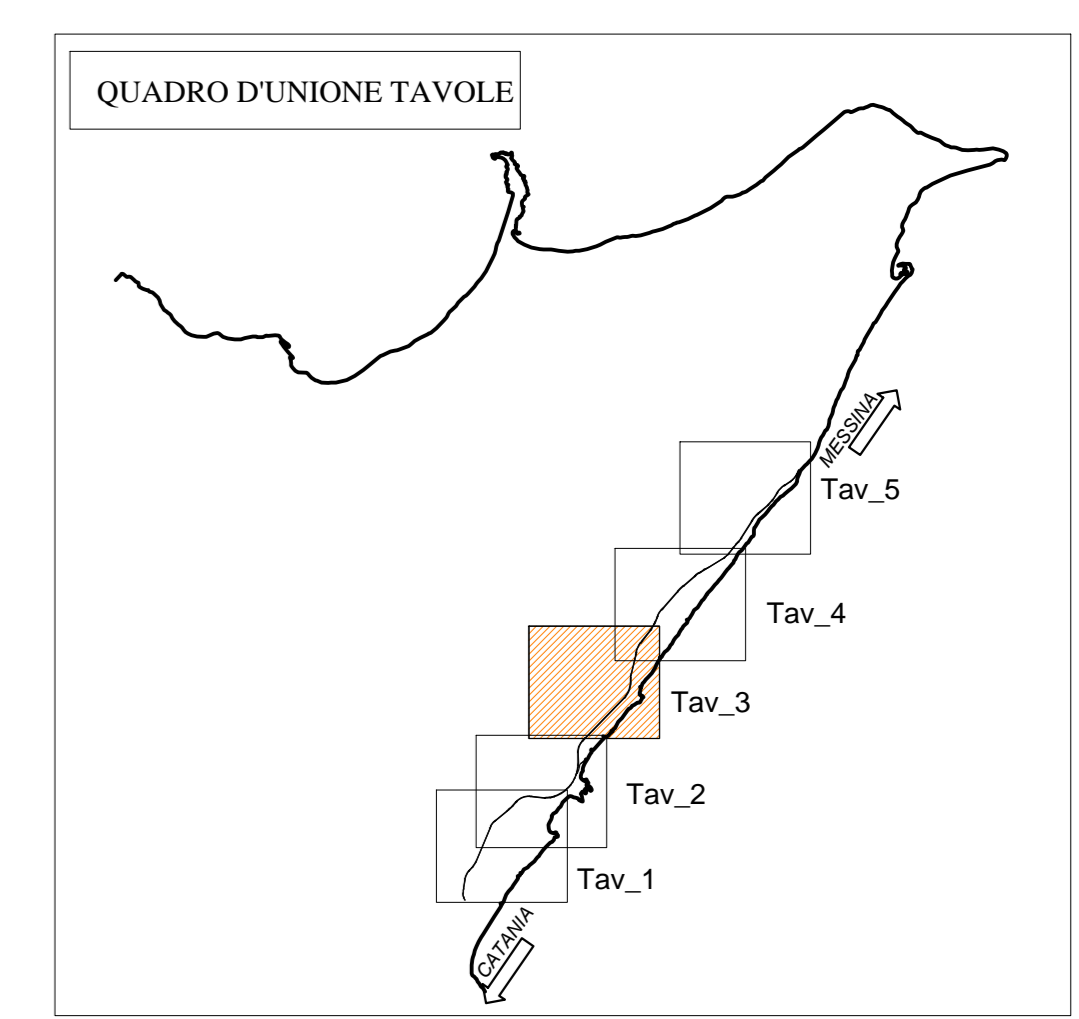 QUADRO D'UNIONE TAVOLE
MESSINA
Tav_5
Tav_4
Tav_3
Tav_2
Tav_1
CATANIA